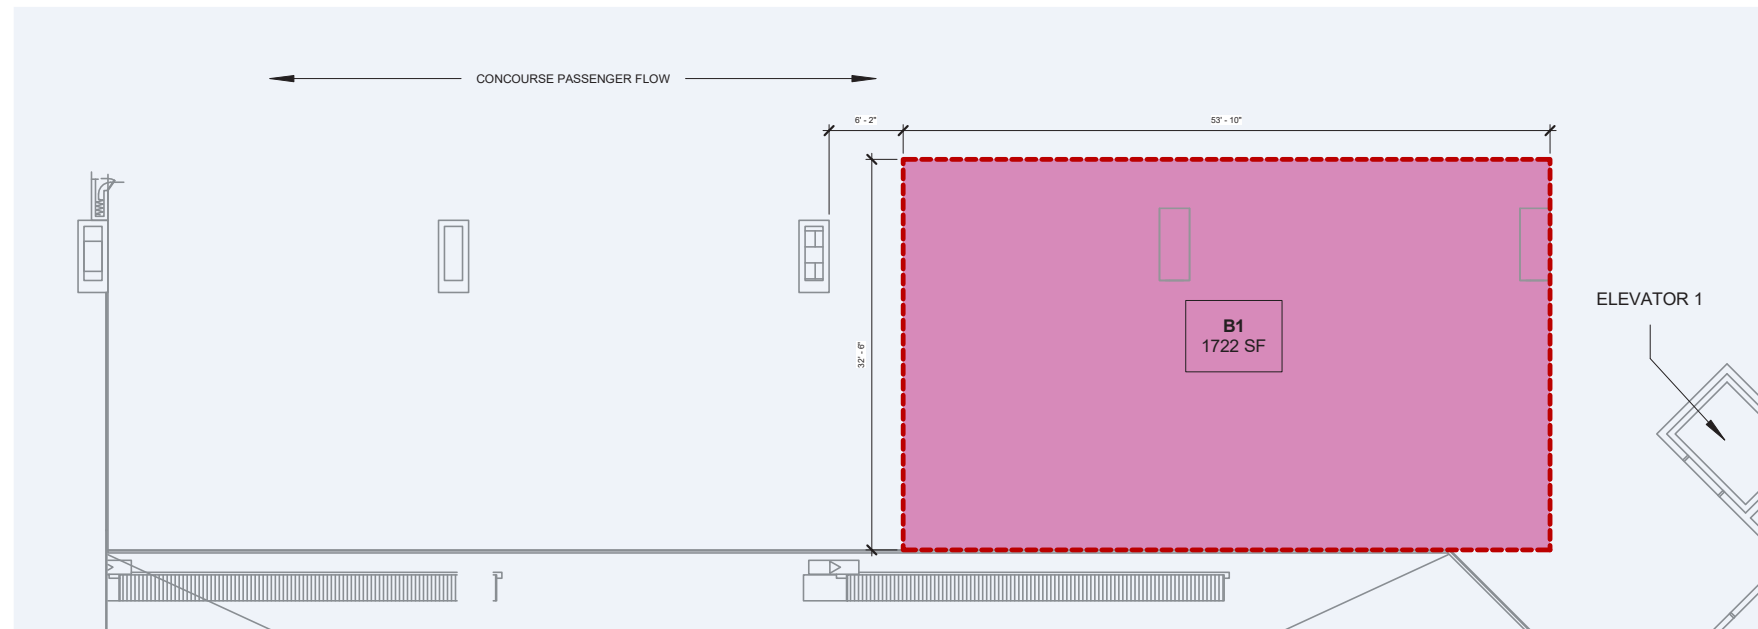 CONCOURSE PASSENGER FLOW
6' - 2"
53' - 10"
32' - 6"
ELEVATOR 1
B1
1722 SF